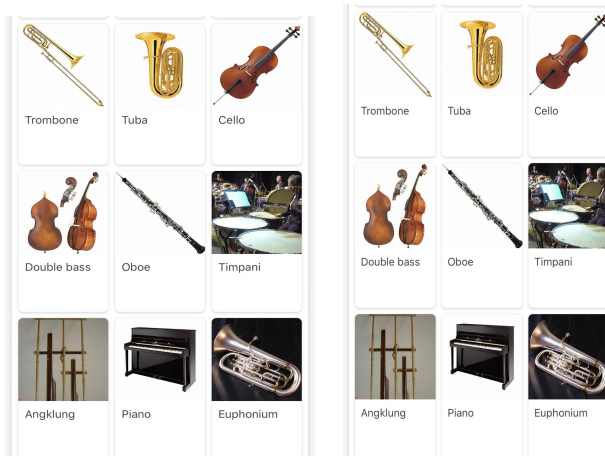 Trombone Tuba Cello
Double bass Oboe Timpani
Angklung Piano Euphonium
Trombone Tuba Cello
Double bass Oboe Timpani
Angklung Piano Euphonium